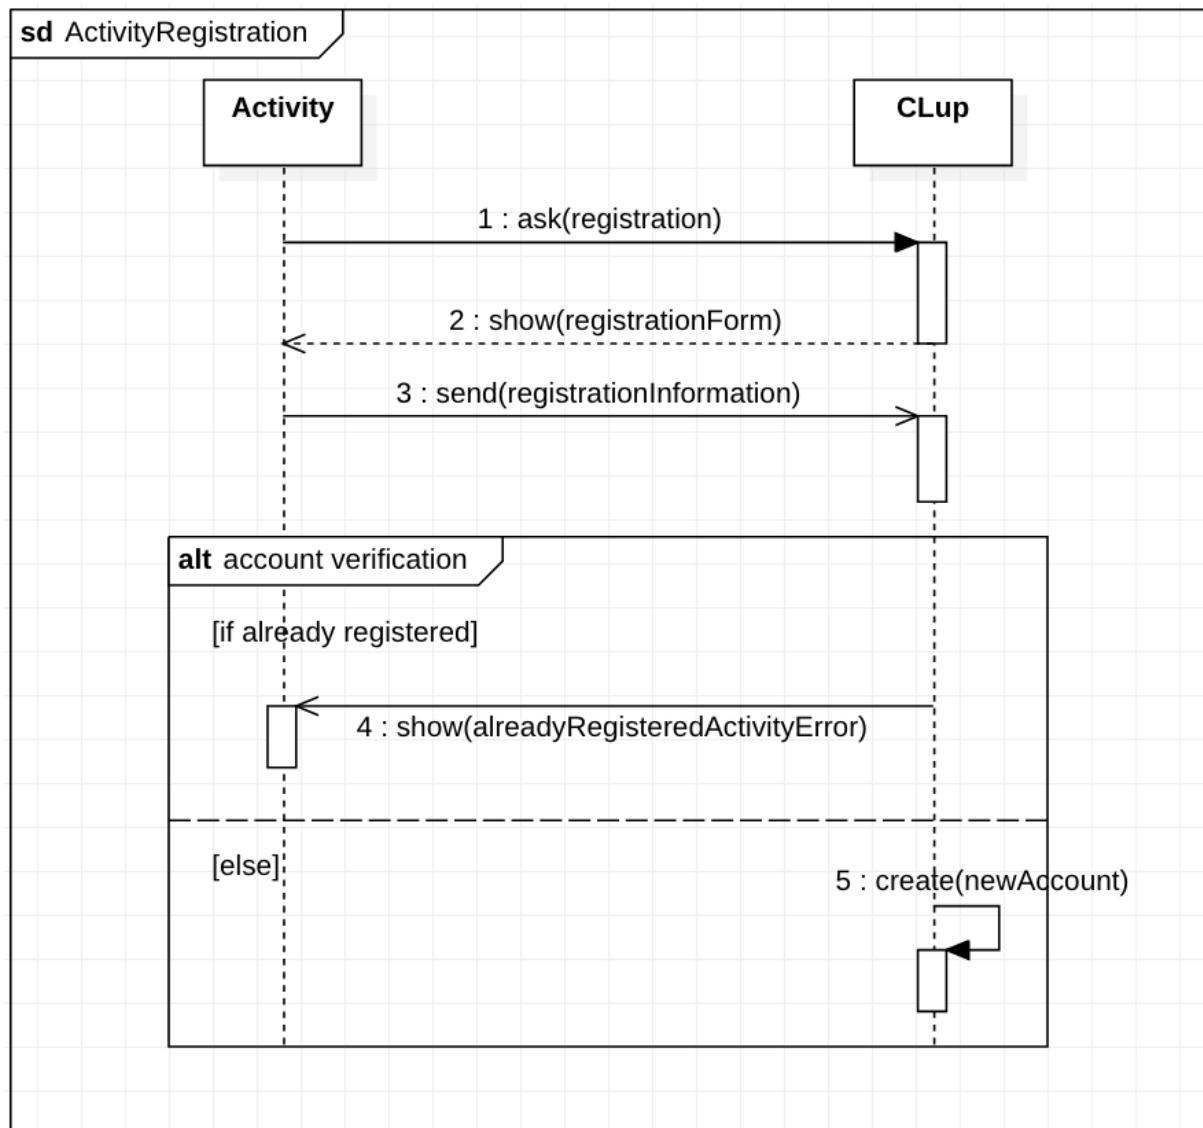 sd ActivityRegistration
Activity
CLup
1 : ask(registration)
2 : show(registrationForm)
3 : send(registrationInformation)
alt account verification
[if already registered]
4 : show(alreadyRegisteredActivityError)
[else]
5 : create(newAccount)